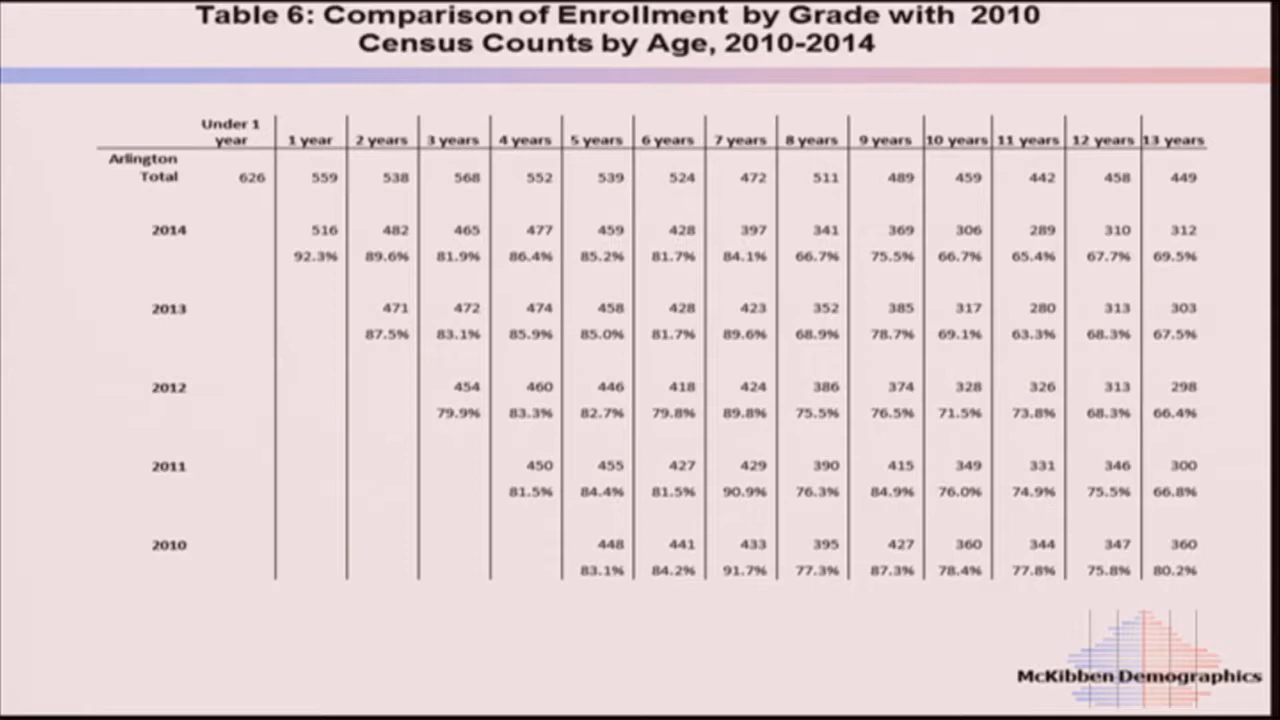 Table 6: Comparison of Enrollment by Grade with 2010
Census Counts by Age, 2010-2014
Under 1
year 1 year 2 years 3 years 4 years 5 years 6 years 7 years 8 years 9 years 10 years 11 years 12 years 13 years
Arlington
Total 626 559 538 568 552 539 524 472 511 489 459 442 458 449
2014 516 482 465 477 459 428 397 341 369 306 289 310 312
92.3% 89.6% 81.9% 86.4% 85.2% 81.7% 84.1% 66.7% 75.5% 66.7% 65.4% 67.7% 69.5%
2013 471 472 474 458 428 423 352 385 317 280 313 303
87.5% 83.1% 85.9% 85.0% 81.7% 89.6% 68.9% 78.7% 69.1% 63.3% 68.3% 67.5%
2012 454 460 446 418 424 386 374 328 326 313 298
79.9% 83.3% 82.7% 79.8% 89.8% 75.5% 76.5% 71.5% 73.8% 68.3% 66.4%
2011 450 455 427 429 390 415 349 331 346 300
81.5% 84.4% 81.5% 90.9% 76.3% 84.9% 76.0% 74.9% 75.5% 66.8%
2010 448 441 433 395 427 360 344 347 360
83.1% 84.2% 91.7% 77.3% 87.3% 78.4% 77.8% 75.8% 80.2%
McKibben Demographics